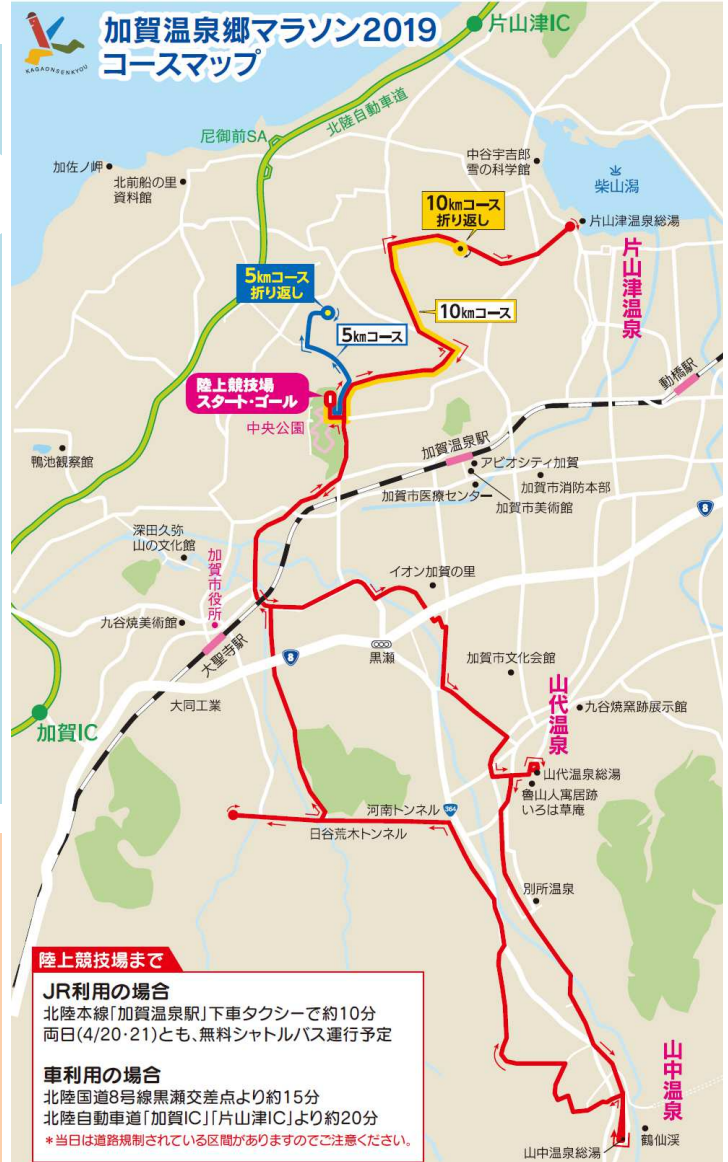 KAGAONSENKYOU
加賀温泉郷マラソン2019
コースマップ
片山津IC
北陸自動車道
尼御前SA
加佐ノ岬
北前船の里
資料館
中谷宇吉郎
雪の科学館
柴山潟
10kmコース
折り返し
片山津温泉総湯
片山津温泉
5kmコース
折り返し
10kmコース
5kmコース
陸上競技場
スタート・ゴール
中央公園
動橋駅
加賀温泉駅
アビオシティ加賀
加賀市医療センター
加賀市消防本部
加賀市美術館
鴨池観察館
8
深田久弥
山の文化館
加賀市役所
イオン加賀の里
九谷焼美術館
大聖寺駅
8
黒瀬
加賀市文化会館
大同工業
加賀IC
山代温泉
九谷焼窯跡展示館
山代温泉総湯
魯山人寓居跡
いろは草庵
河南トンネル
364
日谷荒木トンネル
別所温泉
陸上競技場まで
JR利用の場合
北陸本線「加賀温泉駅」下車タクシーで約10分
両日(4/20・21)とも、無料シャトルバス運行予定
車利用の場合
北陸国道8号線黒瀬交差点より約15分
北陸自動車道「加賀IC」「片山津IC」より約20分
*当日は道路規制されている区間がありますのでご注意ください。
山中温泉
山中温泉総湯
鶴仙渓